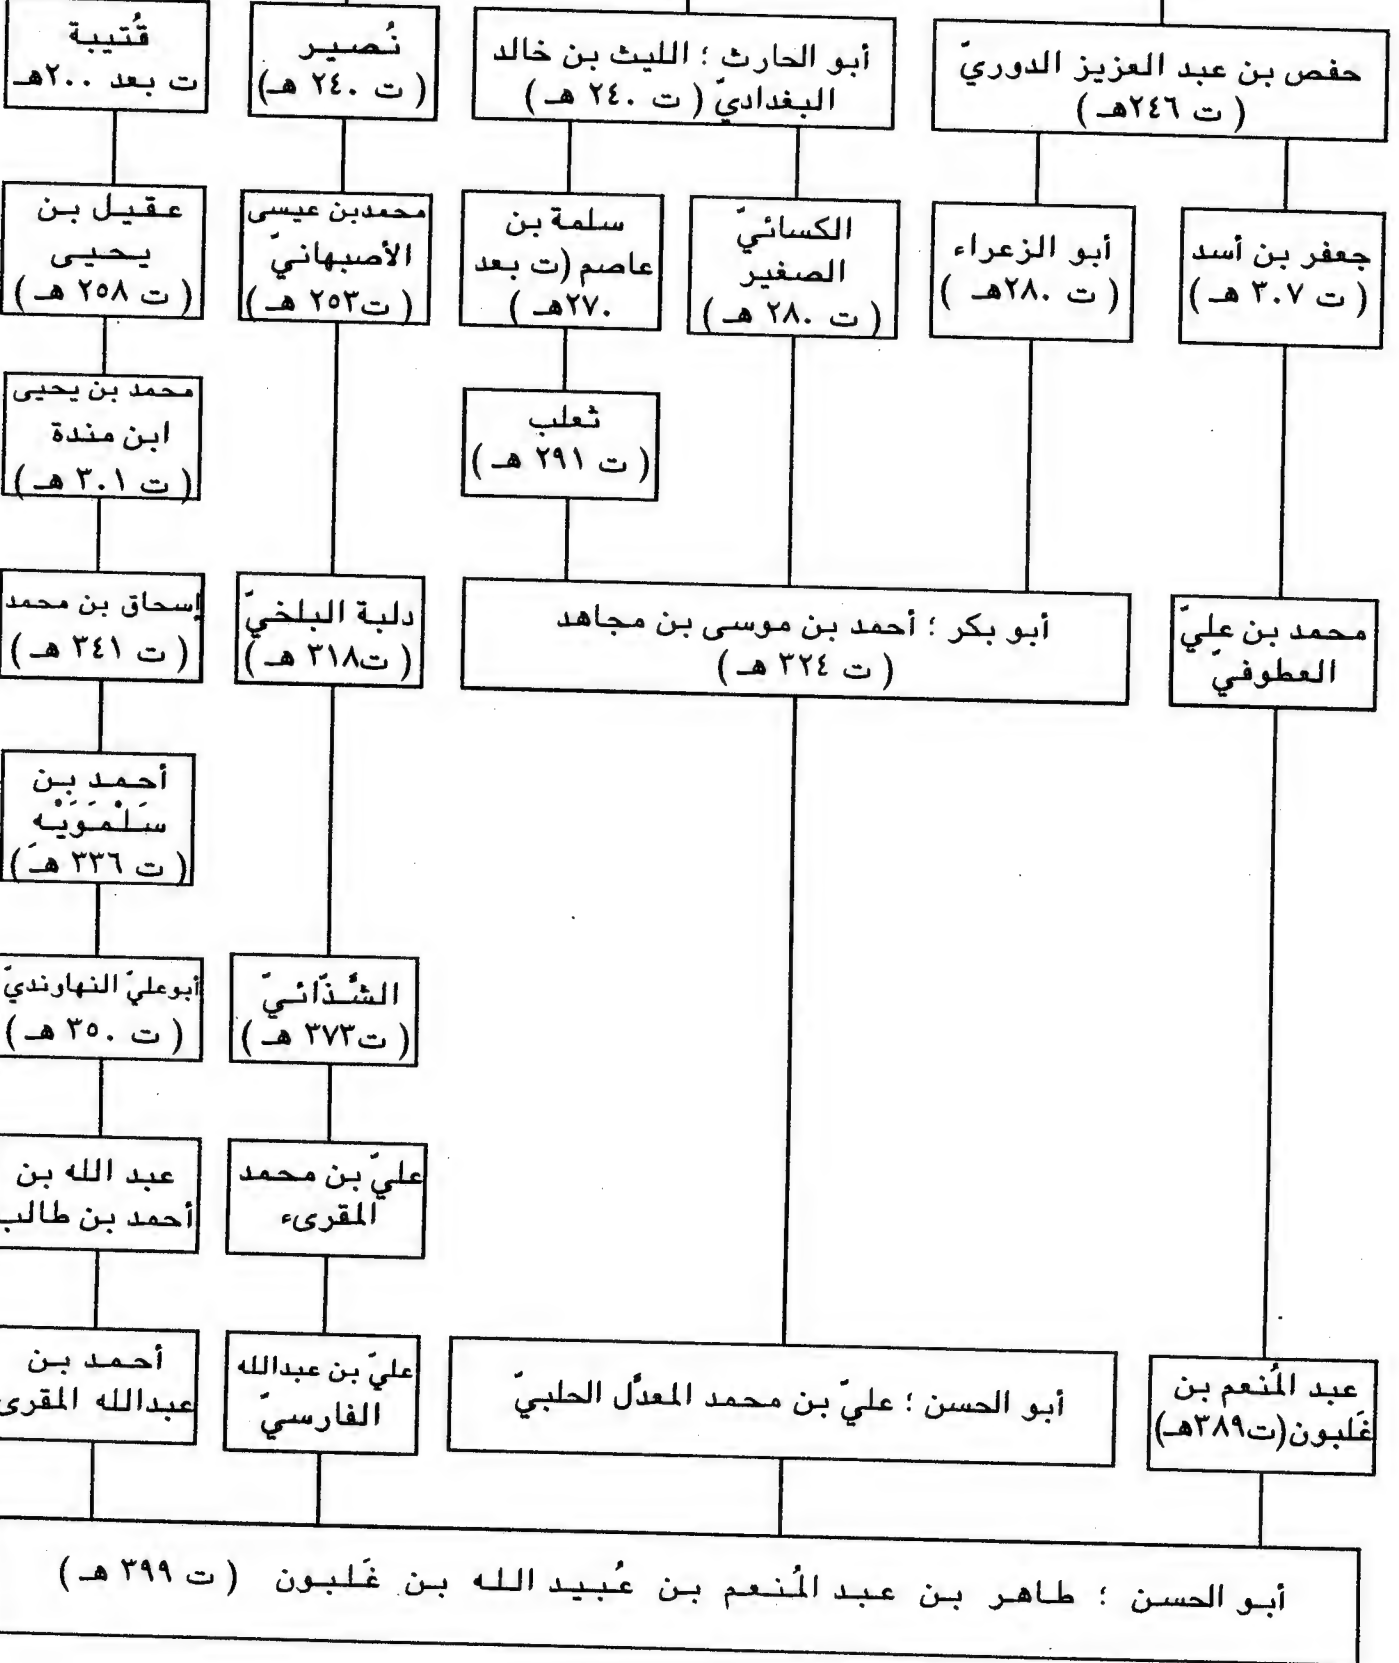 حفص بن عبد العزيز الدوريّ
( ت ٢٤٦هـ )
أبو الحارث ؛ الليث بن خالد
البغداديّ ( ت ٢٤٠ هـ )
نُصير
( ت ٢٤٠ هـ)
قُتيبة
ت بعد ٢٠٠هـ
جعفر بن أسد
( ت ٣٠٧ هـ )
أبو الزعراء
( ت ٢٨٠هـ )
الكسائيّ
الصغير
( ت ٢٨٠ هـ )
سلمة بن
عاصم (ت بعد
٢٧٠هـ )
محمدبن عيسى
الأصبهانيّ
( ت٢٥٣ هـ )
عقيل بن
يحيى
( ت ٢٥٨ هـ )
ثعلب
( ت ٢٩١ هـ )
محمد بن يحيى
ابن مندة
( ت ٣٠١ هـ )
محمد بن عليّ
العطوفيّ
أبو بكر ؛ أحمد بن موسى بن مجاهد
( ت ٣٢٤ هـ )
دلبة البلخيّ
( ت٣١٨ هـ )
إسحاق بن محمد
( ت ٣٤١ هـ )
أحمد بن
سَلْمَوَيْه
( ت ٣٣٦ هـ )
الشَّذَائيّ
( ت٣٧٣ هـ )
أبوعليّ النهاونديّ
( ت ٣٥٠ هـ )
عليّ بن محمد
المقرىء
عبد الله بن
أحمد بن طالب
عبد المُنعم بن
غَلبون(ت٣٨٩هـ)
أبو الحسن ؛ عليّ بن محمد المعدَّل الحلبيّ
عليّ بن عبدالله
الفارسيّ
أحمد بن
عبدالله المقرى
أبو الحسن ؛ طاهر بن عبد المُنعم بن عُبيد الله بن غَلبون ( ت ٣٩٩ هـ )